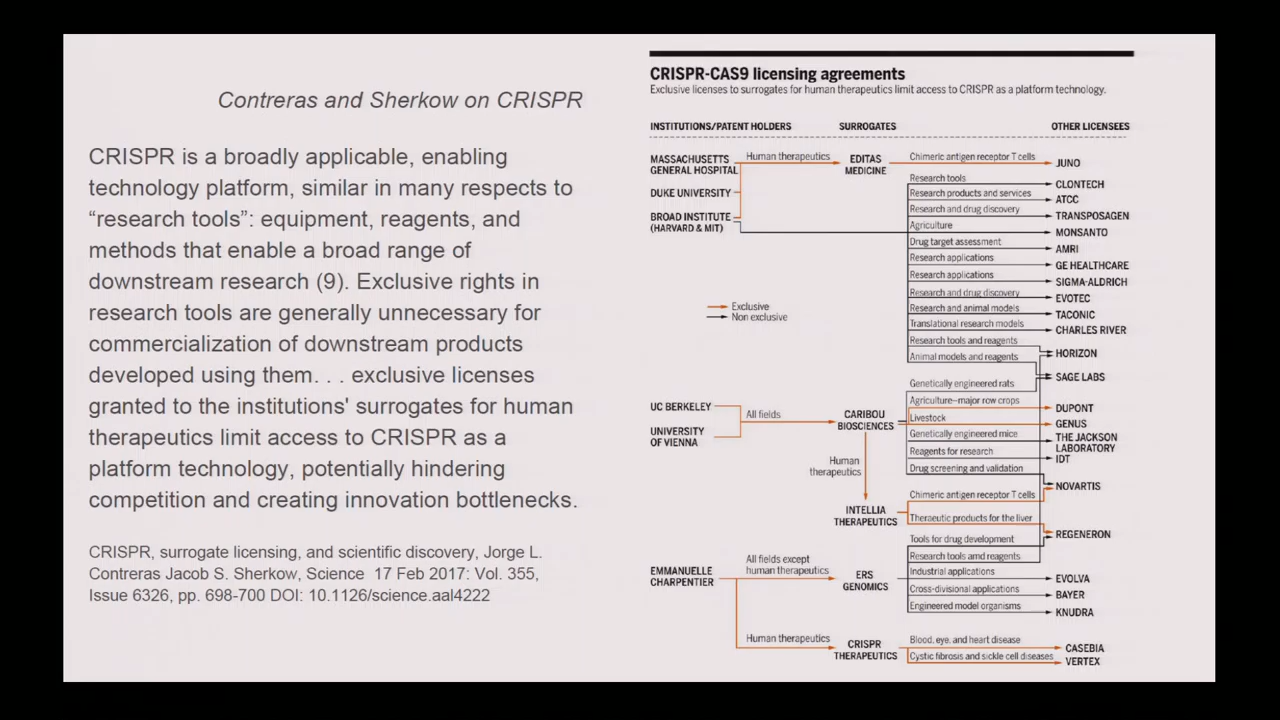 Contreras and Sherkow on CRISPR
CRISPR is a broadly applicable, enabling
technology platform, similar in many respects to
“research tools”: equipment, reagents, and
methods that enable a broad range of
downstream research (9). Exclusive rights in
research tools are generally unnecessary for
commercialization of downstream products
developed using them. . . exclusive licenses
granted to the institutions' surrogates for human
therapeutics limit access to CRISPR as a
platform technology, potentially hindering
competition and creating innovation bottlenecks.
CRISPR, surrogate licensing, and scientific discovery, Jorge L.
Contreras Jacob S. Sherkow, Science 17 Feb 2017: Vol. 355,
Issue 6326, pp. 698-700 DOI: 10.1126/science.aal4222
CRISPR-CAS9 licensing agreements
Exclusive licenses to surrogates for human therapeutics limit access to CRISPR as a platform technology.
INSTITUTIONS/PATENT HOLDERS SURROGATES OTHER LICENSEES
MASSACHUSETTS
GENERAL HOSPITAL
DUKE UNIVERSITY
BROAD INSTITUTE
(HARVARD & MIT)
Human therapeutics
EDITAS
MEDICINE
Chimeric antigen receptor T cells
JUNO
Research tools
CLONTECH
Research products and services
ATCC
Research and drug discovery
TRANSPOSAGEN
Agriculture
MONSANTO
Drug target assessment
AMRI
Research applications
GE HEALTHCARE
Research applications
SIGMA-ALDRICH
Research and drug discovery
EVOTEC
Research and animal models
TACONIC
Translational research models
CHARLES RIVER
Research tools and reagents
HORIZON
Animal models and reagents
SAGE LABS
Exclusive
Non exclusive
UC BERKELEY
UNIVERSITY
OF VIENNA
All fields
CARIBOU
BIOSCIENCES
Genetically engineered rats
Agriculture—major row crops
DUPONT
Livestock
GENUS
Genetically engineered mice
THE JACKSON
LABORATORY
Reagents for research
IDT
Drug screening and validation
NOVARTIS
Human
therapeutics
INTELLIA
THERAPEUTICS
Chimeric antigen receptor T cells
Theraeutic products for the liver
REGENERON
EMMANUELLE
CHARPENTIER
All fields except
human therapeutics
ERS
GENOMICS
Tools for drug development
Research tools amd reagents
Industrial applications
EVOLVA
Cross-divisional applications
BAYER
Engineered model organisms
KNUDRA
Human therapeutics
CRISPR
THERAPEUTICS
Blood, eye, and heart disease
CASEBIA
Cystic fibrosis and sickle cell diseases
VERTEX